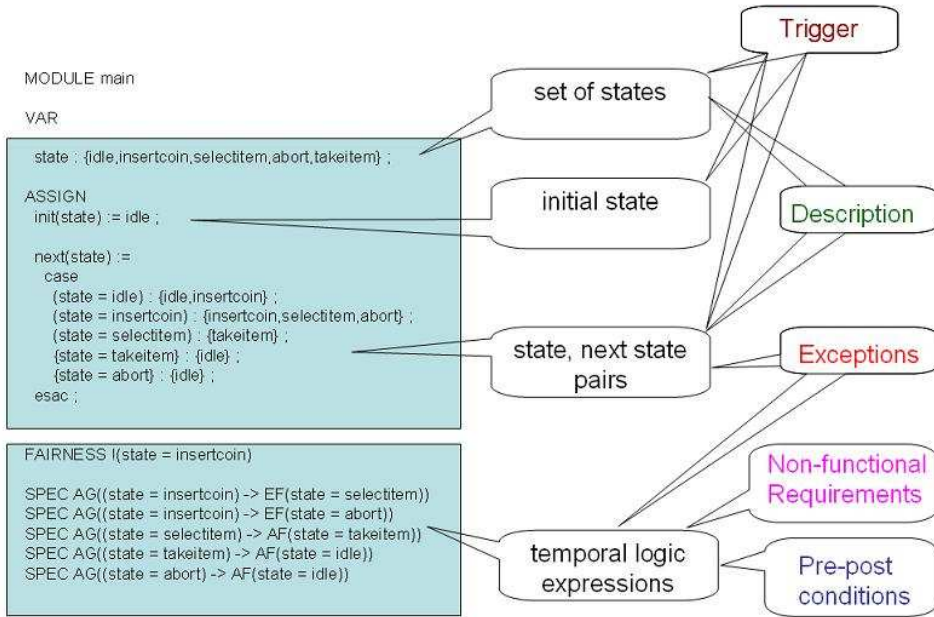 MODULE main
VAR
state : {idle,insertcoin,selectitem,abort,takeitem} ;
ASSIGN
init(state) := idle ;
next(state) :=
case
(state = idle) : {idle,insertcoin} ;
(state = insertcoin) : {insertcoin,selectitem,abort} ;
(state = selectitem) : {takeitem} ;
{state = takeitem} : {idle} ;
{state = abort} : {idle} ;
esac ;
FAIRNESS !(state = insertcoin)
SPEC AG((state = insertcoin) -> EF(state = selectitem))
SPEC AG((state = insertcoin) -> EF(state = abort))
SPEC AG((state = selectitem) -> AF(state = takeitem))
SPEC AG((state = takeitem) -> AF(state = idle))
SPEC AG((state = abort) -> AF(state = idle))
set of states
initial state
state, next state
pairs
temporal logic
expressions
Trigger
Description
Exceptions
Non-functional
Requirements
Pre-post
conditions